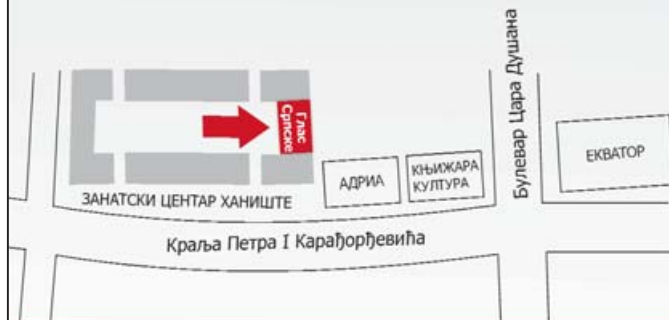 Глас
Српске
ЗАНАТСКИ ЦЕНТАР ХАНИШТЕ
АДРИА
КЊИЖАРА
КУЛТУРА
Булевар Цара Душана
ЕКВАТОР
Краља Петра I Карађорђевића